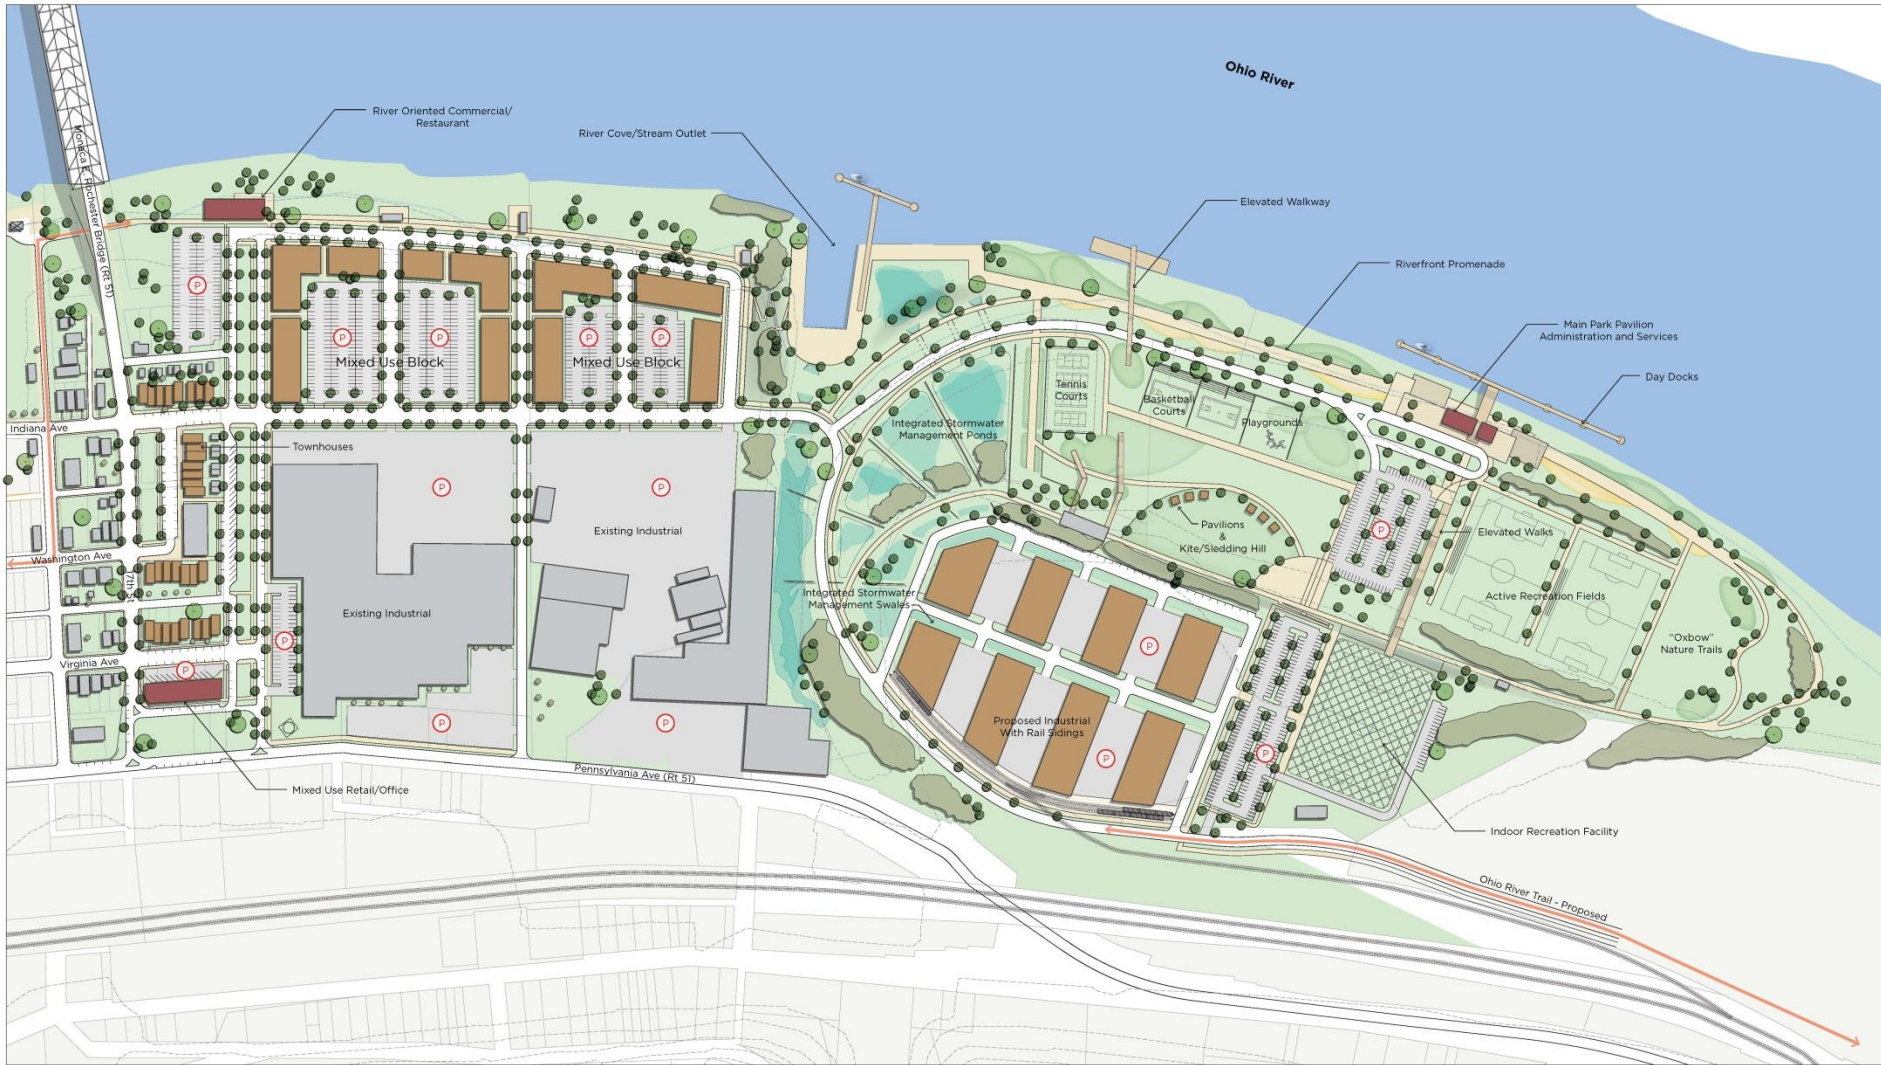 Ohio River
River Oriented Commercial/
Restaurant
River Cove/Stream Outlet
Monaca E. Rochester Bridge (Rt 51)
Elevated Walkway
Riverfront Promenade
Main Park Pavilion
Administration and Services
Day Docks
P
P
P
P
P
Mixed Use Block
Mixed Use Block
Tennis
Courts
Basketball
Courts
Playgrounds
Indiana Ave
Integrated Stormwater
Management Ponds
Townhouses
P
P
P
Existing Industrial
Pavilions
&
Kite/Sledding Hill
Elevated Walks
Washington Ave
17th St
Integrated Stormwater
Management Swales
Active Recreation Fields
Existing Industrial
P
P
"Oxbow"
Nature Trails
Virginia Ave
P
P
P
Proposed Industrial
With Rail Sidings
P
P
Pennsylvania Ave (Rt 51)
Mixed Use Retail/Office
Indoor Recreation Facility
Ohio River Trail - Proposed